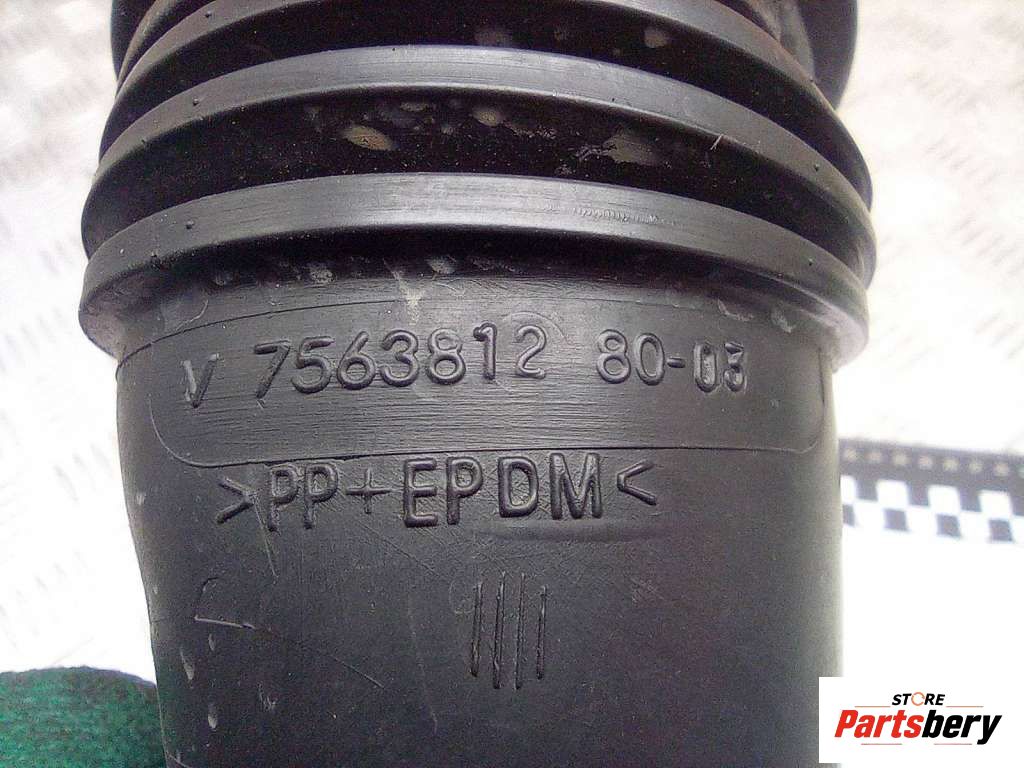 V 7563812 80-03
>PP+EPDM<
STORE
Partsbery